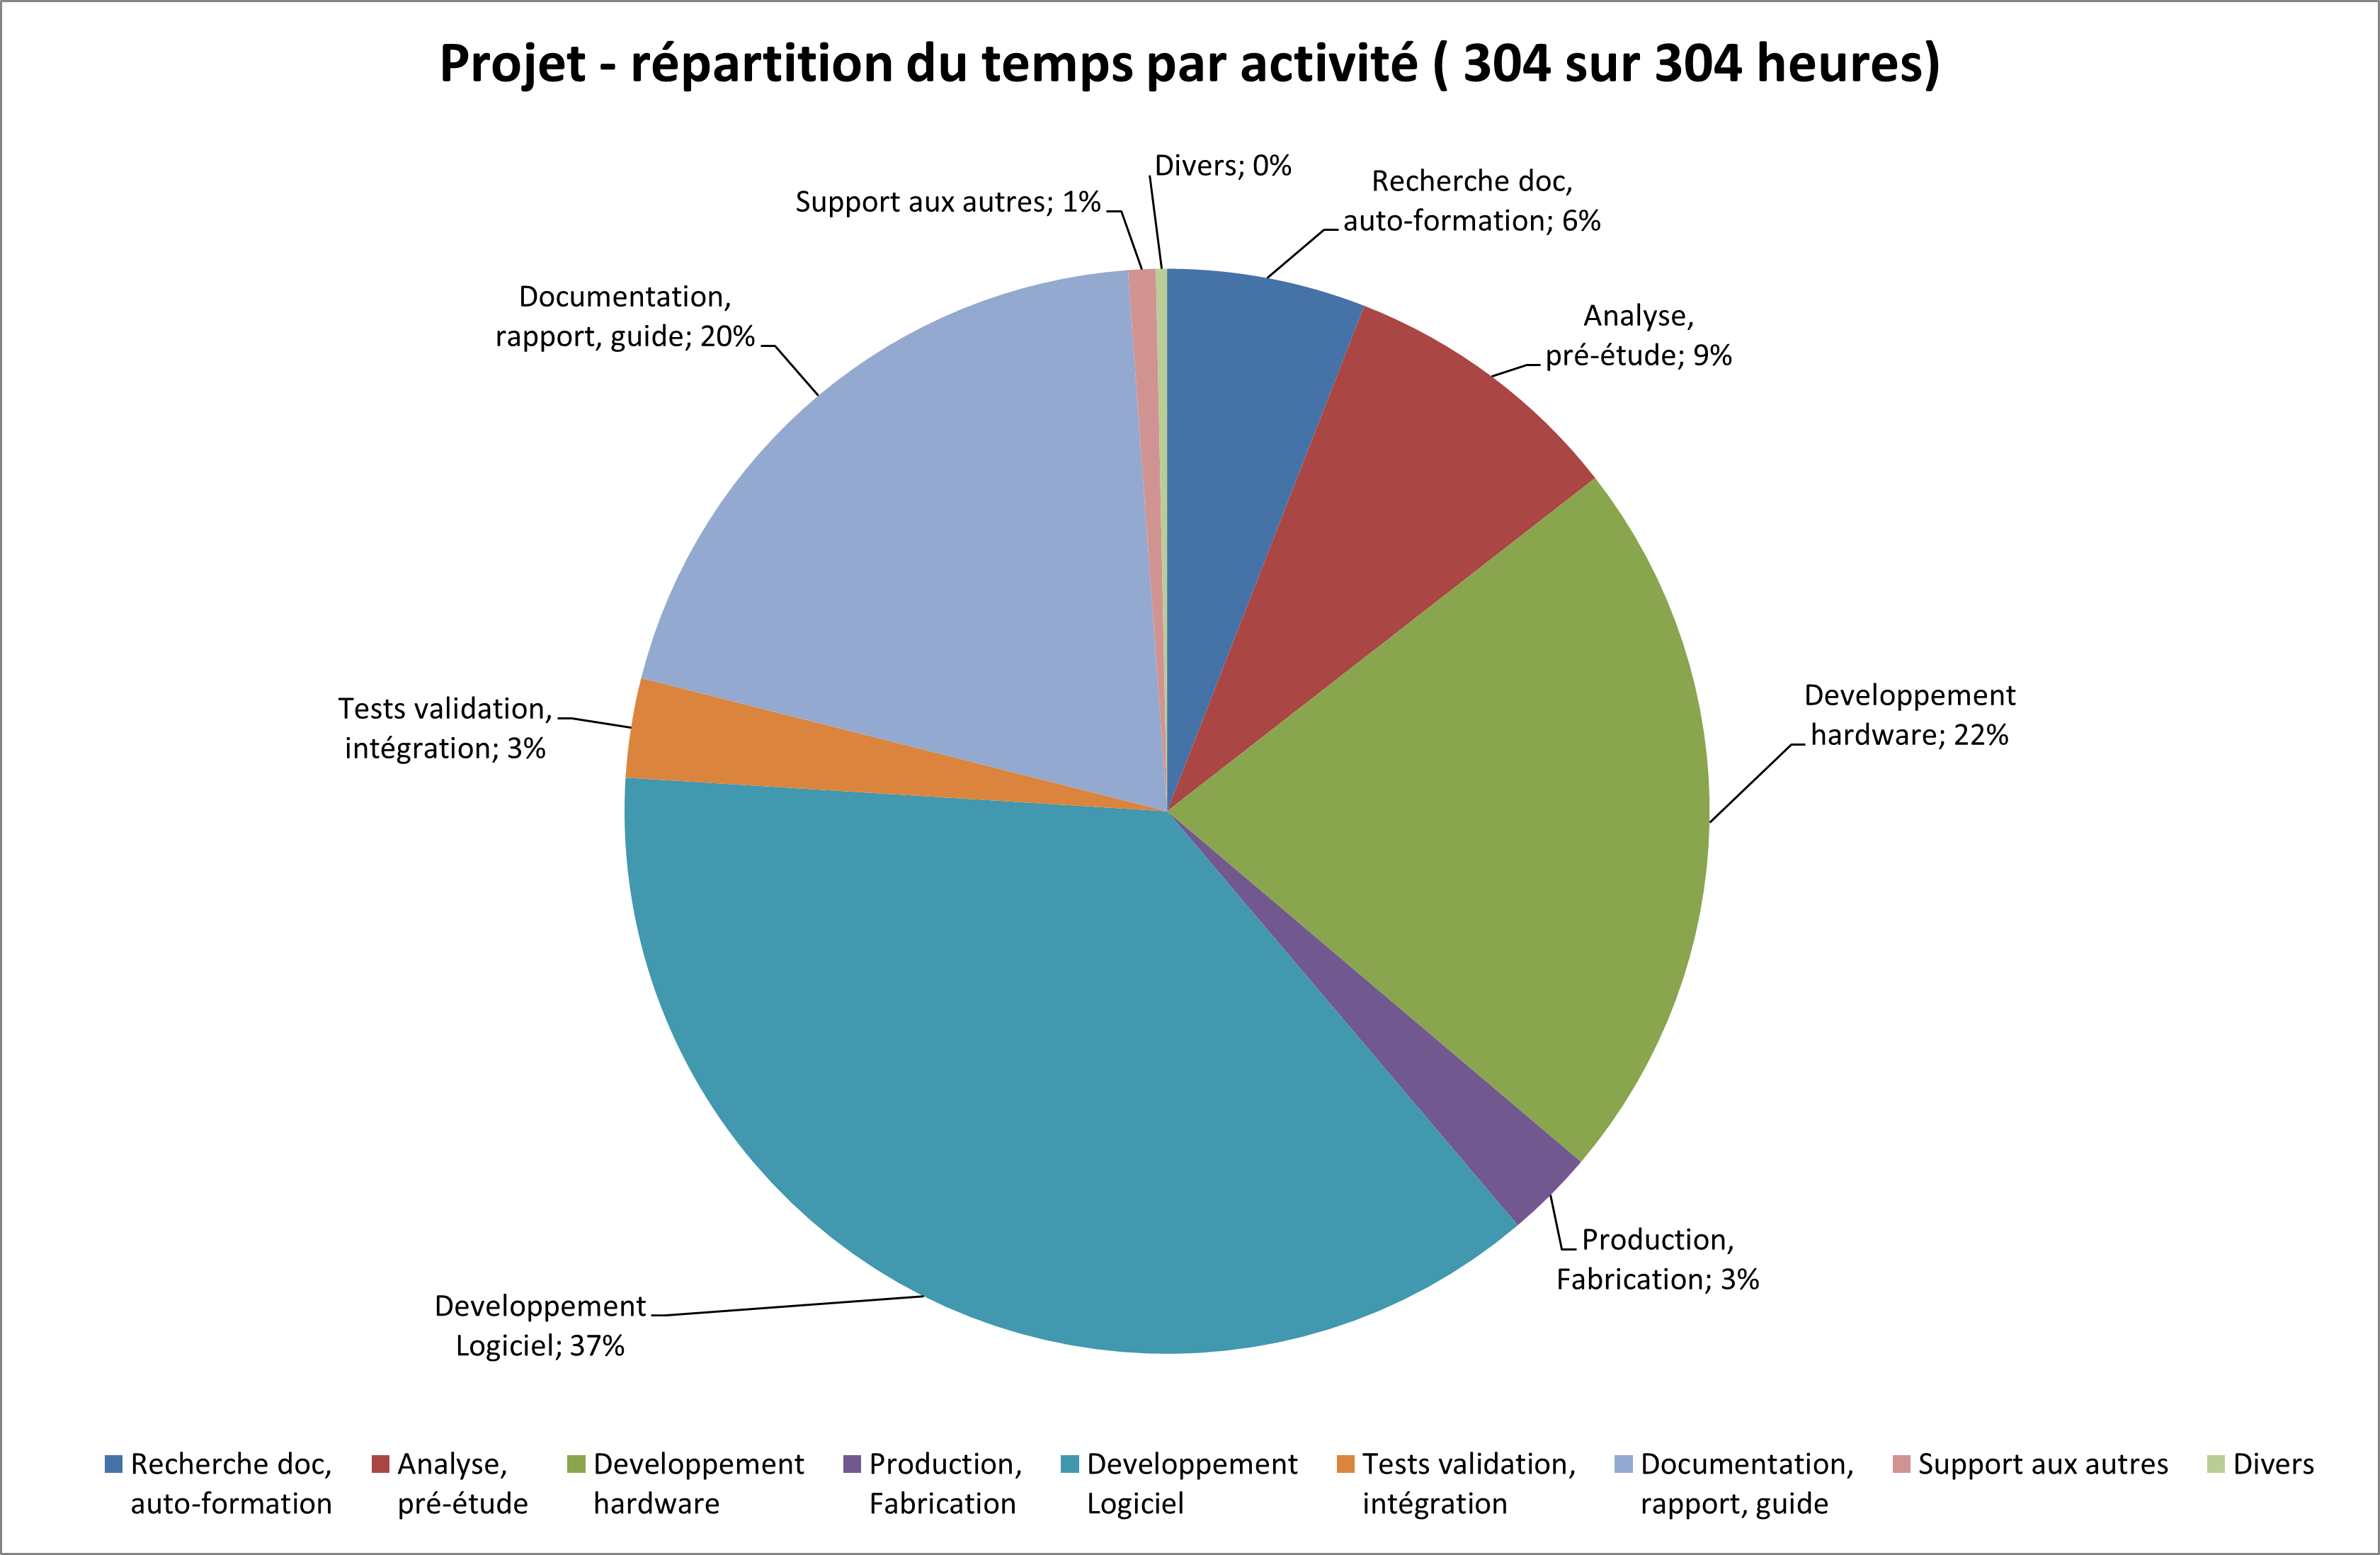 Projet - répartition du temps par activité ( 304 sur 304 heures)
Divers; 0%
Recherche doc,
auto-formation; 6%
Support aux autres; 1%
Documentation,
rapport, guide; 20%
Analyse,
pré-étude; 9%
Developpement
hardware; 22%
Tests validation,
intégration; 3%
Production,
Fabrication; 3%
Developpement
Logiciel; 37%
Recherche doc,
auto-formation
Analyse,
pré-étude
Developpement
hardware
Production,
Fabrication
Developpement
Logiciel
Tests validation,
intégration
Documentation,
rapport, guide
Support aux autres
Divers